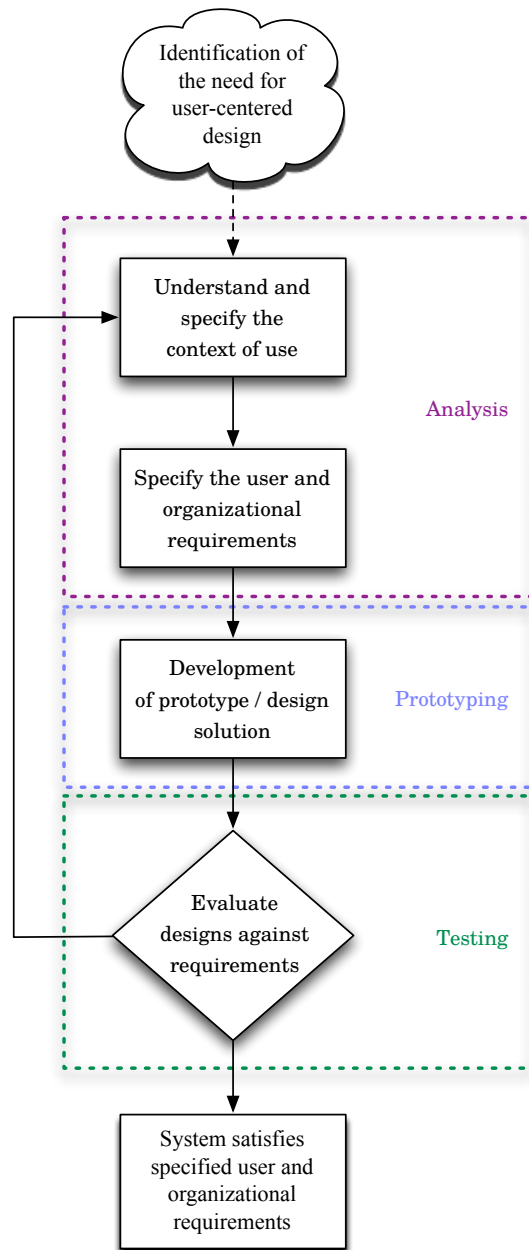 Identification of
the need for
user-centered
design
Understand and
specify the
context of use
Analysis
Specify the user and
organizational
requirements
Development
of prototype / design
solution
Prototyping
Evaluate
designs against
requirements
Testing
System satisfies
specified user and
organizational
requirements